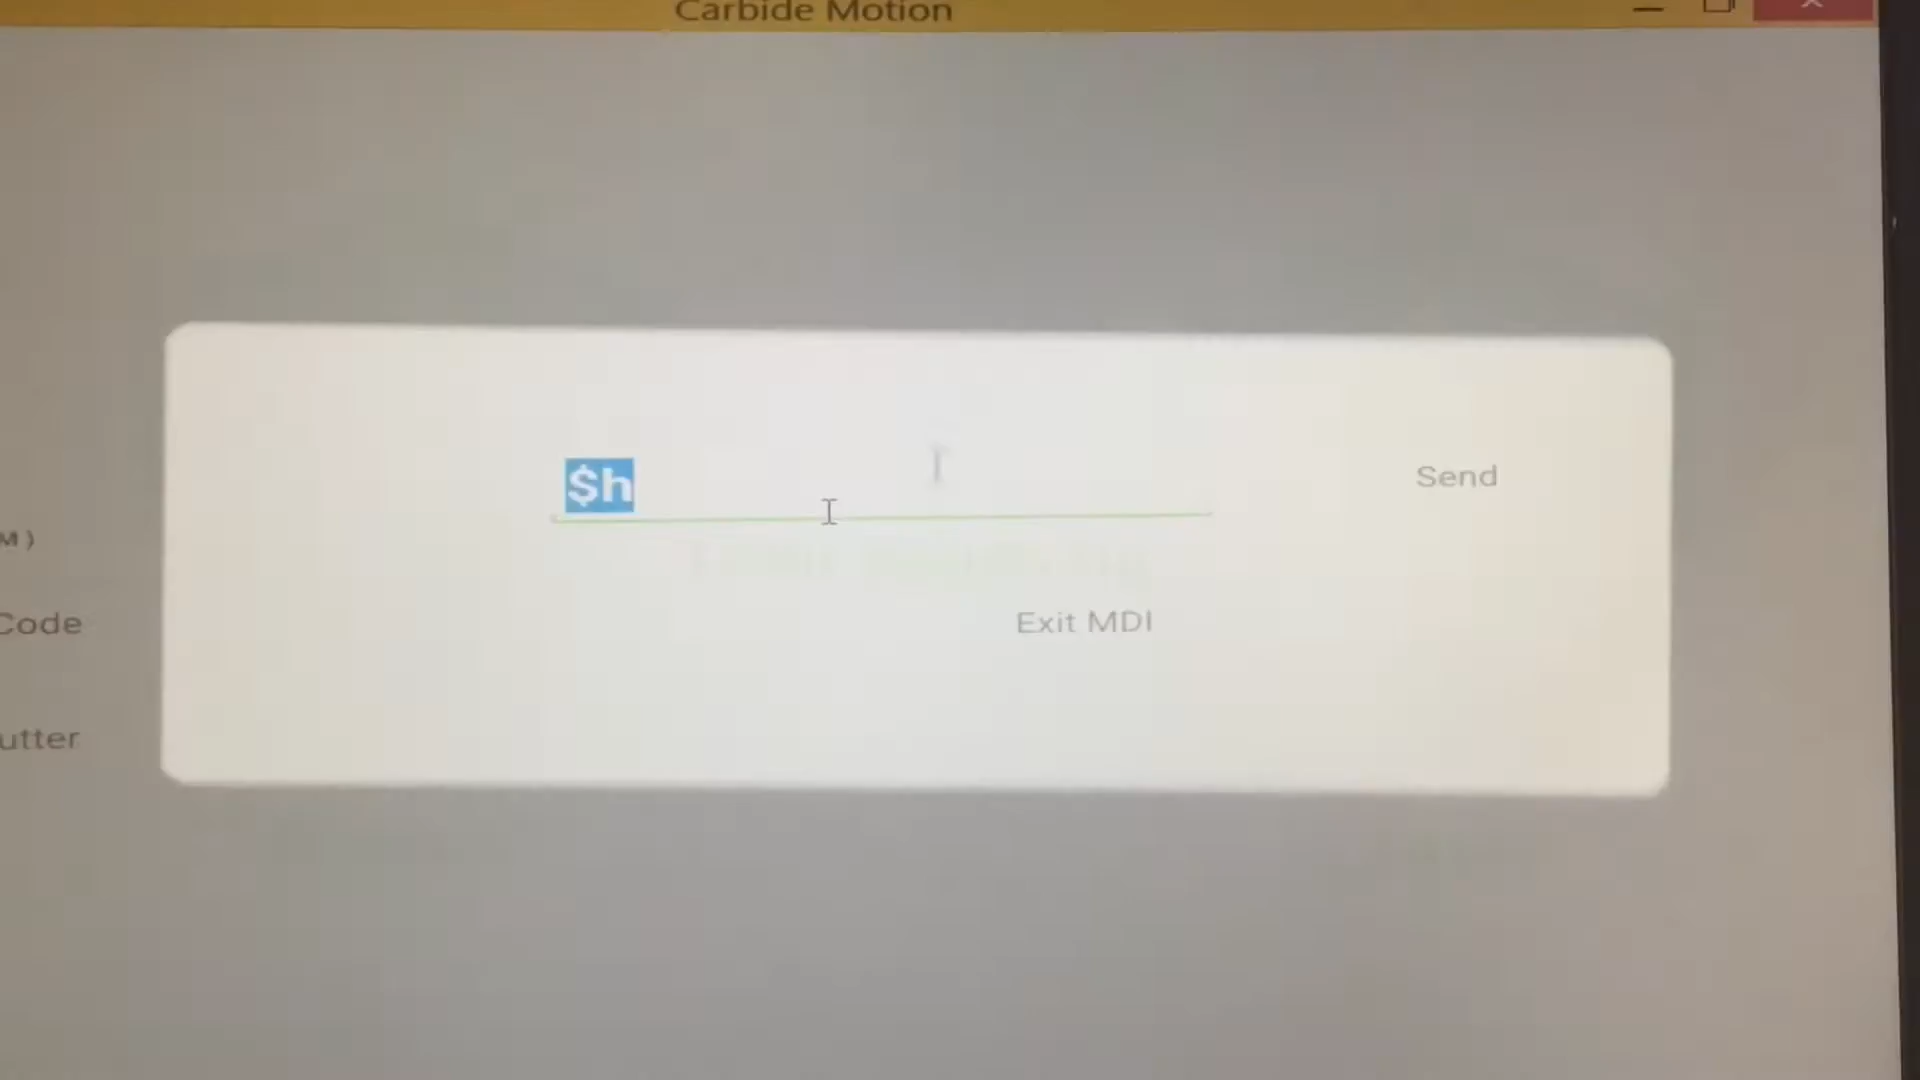 Carbide Motion
$h
Send
M)
Code
Exit MDI
utter